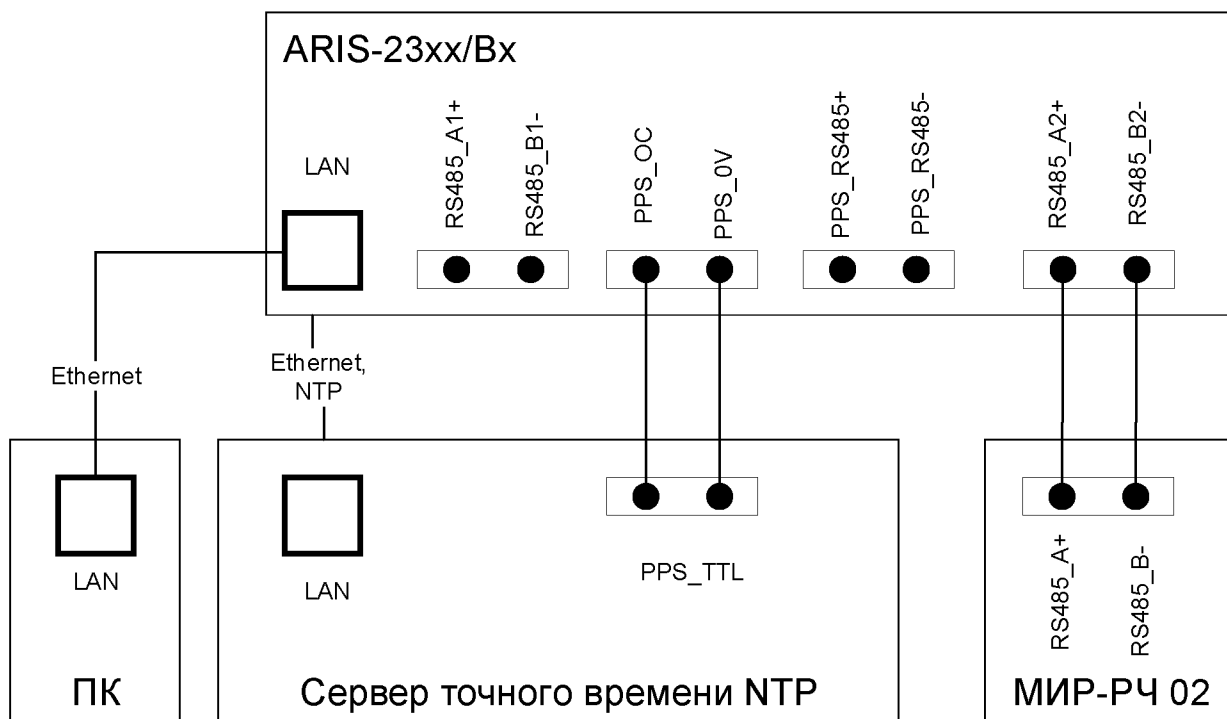 ARIS-23xx/Bx
LAN
RS485_A1+
RS485_B1-
PPS_OC
PPS_0V
PPS_RS485+
PPS_RS485-
RS485_A2+
RS485_B2-
Ethernet
Ethernet,
NTP
LAN
LAN
PPS_TTL
RS485_A+
RS485_B-
ПК
Сервер точного времени NTP
МИР-РЧ 02